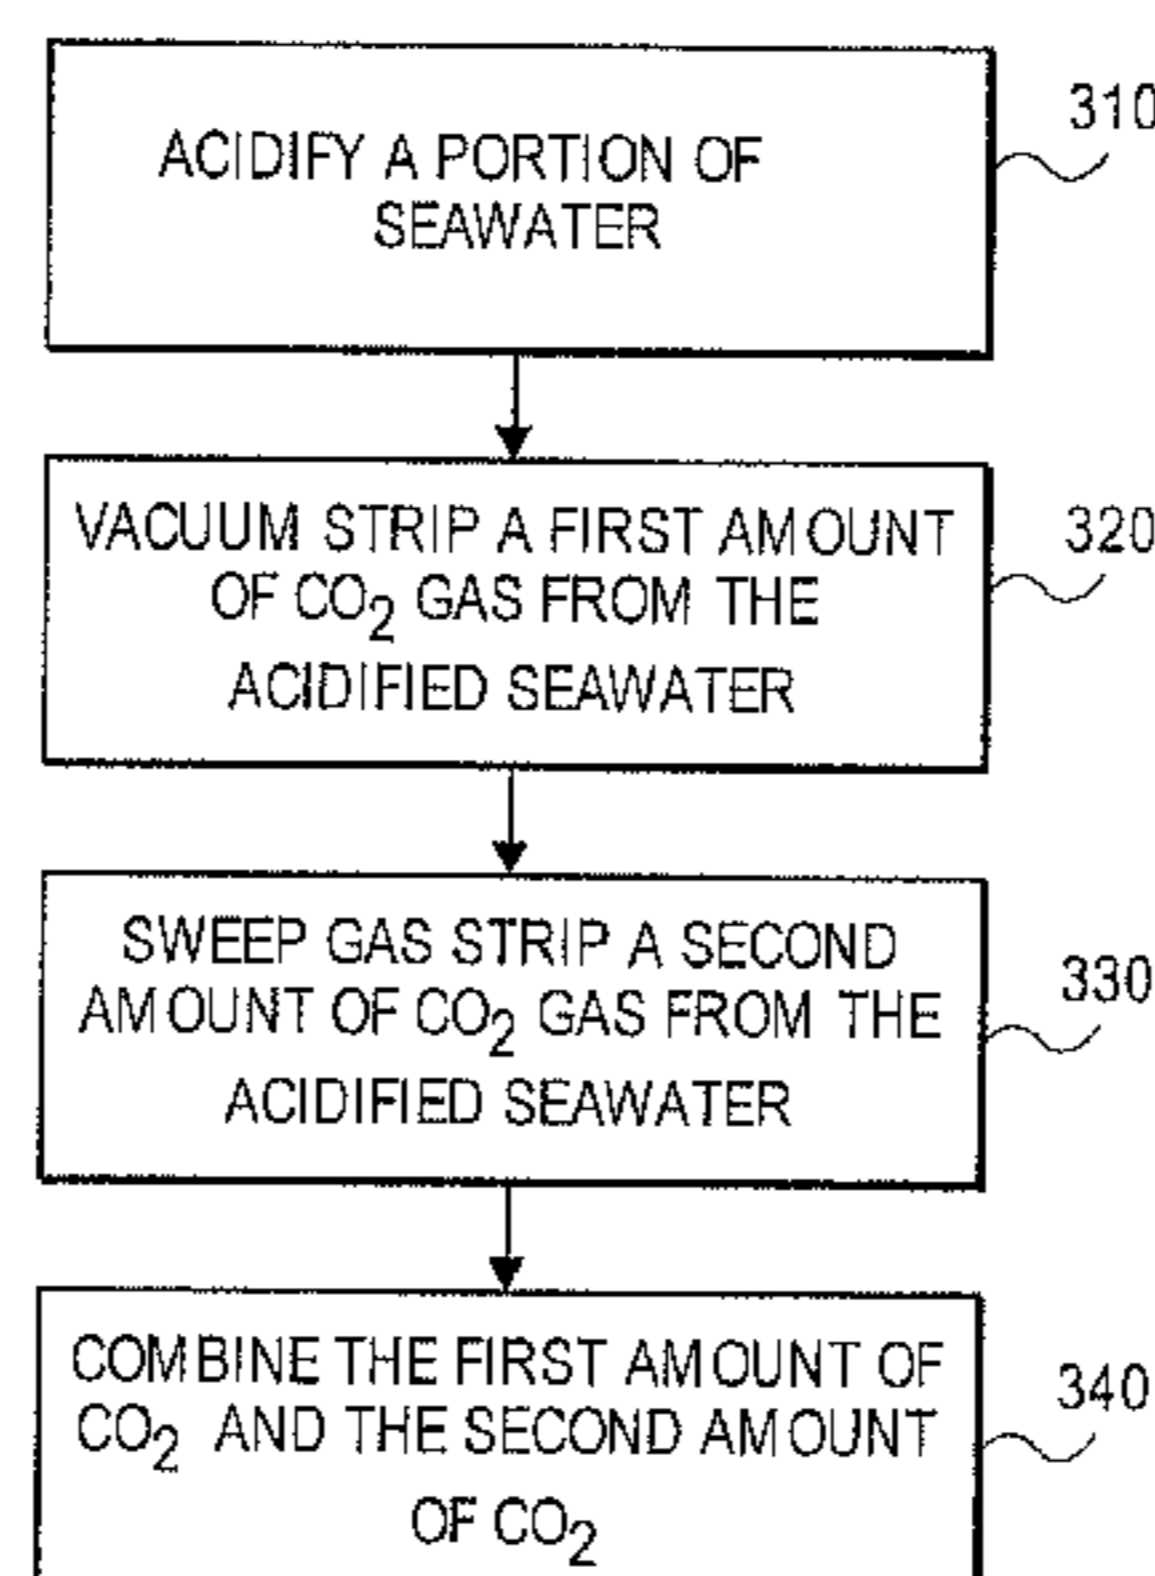 ACIDIFY A PORTION OF
SEAWATER
310
VACUUM STRIP A FIRST AMOUNT
OF CO₂ GAS FROM THE
ACIDIFIED SEAWATER
320
SWEEP GAS STRIP A SECOND
AMOUNT OF CO₂ GAS FROM THE
ACIDIFIED SEAWATER
330
COMBINE THE FIRST AMOUNT OF
CO₂ AND THE SECOND AMOUNT
OF CO₂
340